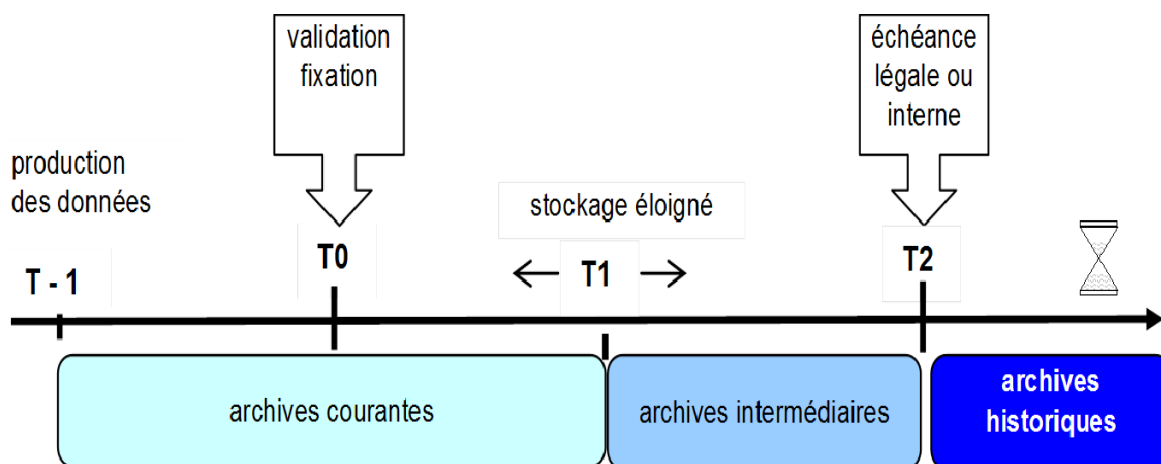 validation
fixation
échéance
légale ou
interne
production
des données
stockage éloigné
T - 1
T0
T1
T2
archives courantes
archives intermédiaires
archives
historiques